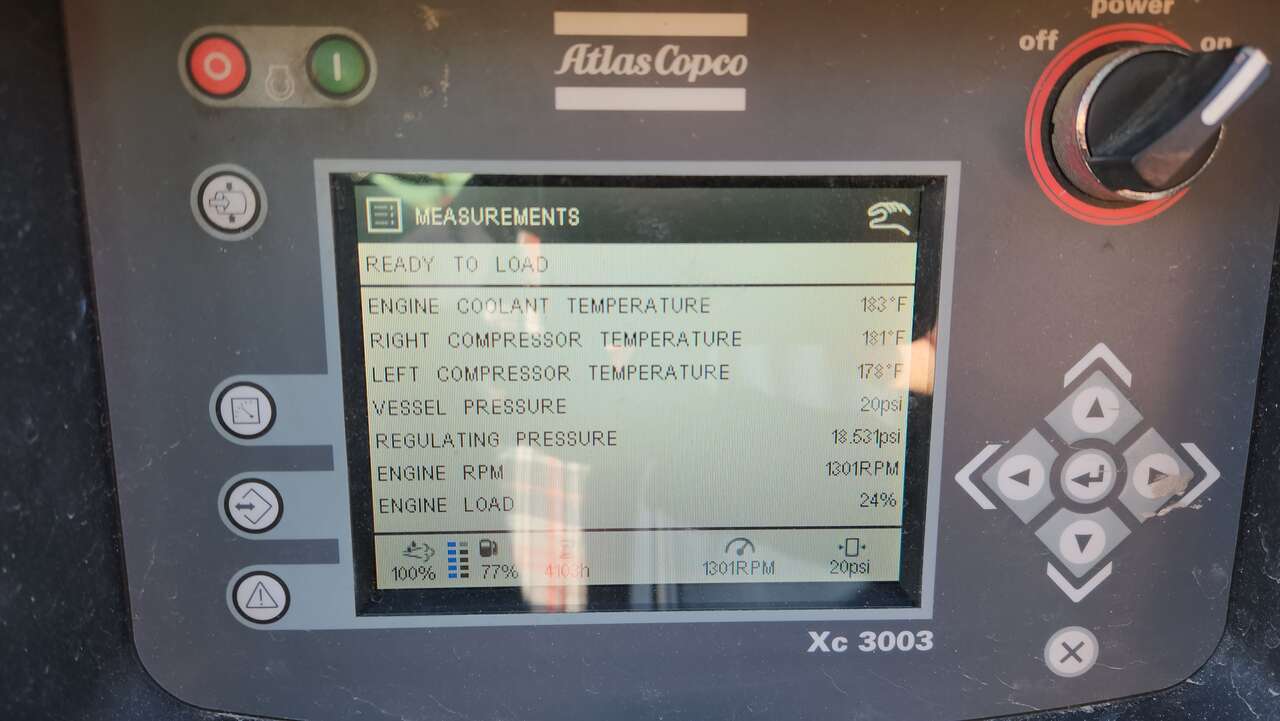 power
off on
Atlas Copco
MEASUREMENTS
READY TO LOAD
ENGINE COOLANT TEMPERATURE 183°F
RIGHT COMPRESSOR TEMPERATURE 181°F
LEFT COMPRESSOR TEMPERATURE 178°F
VESSEL PRESSURE 20psi
REGULATING PRESSURE 18.531psi
ENGINE RPM 1301RPM
ENGINE LOAD 24%
100% 77% 4103h 1301RPM 20psi
Xc 3003